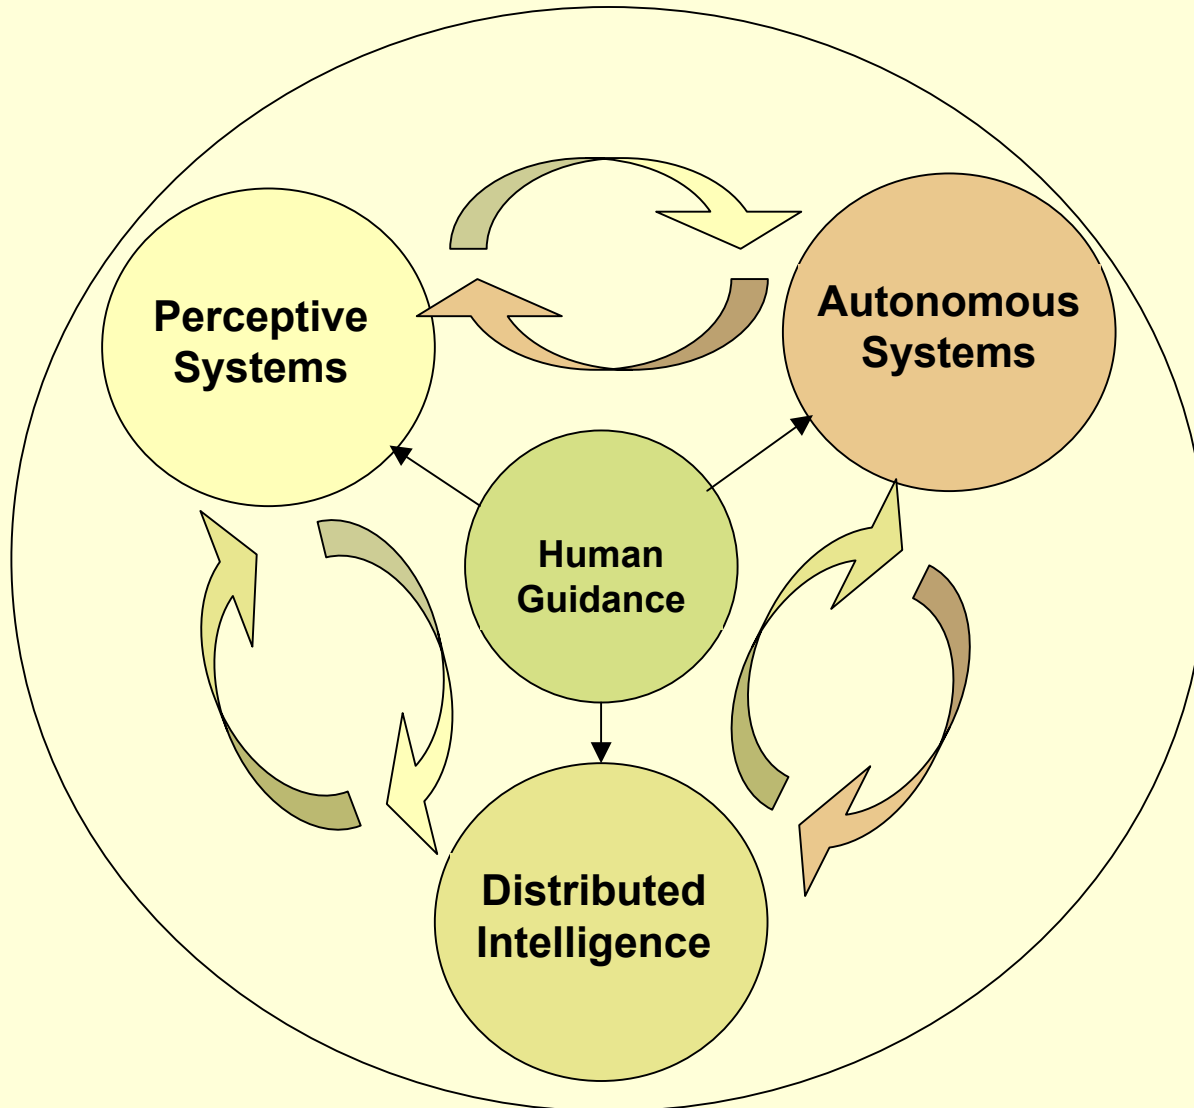 Perceptive
Systems
Autonomous
Systems
Human
Guidance
Distributed
Intelligence